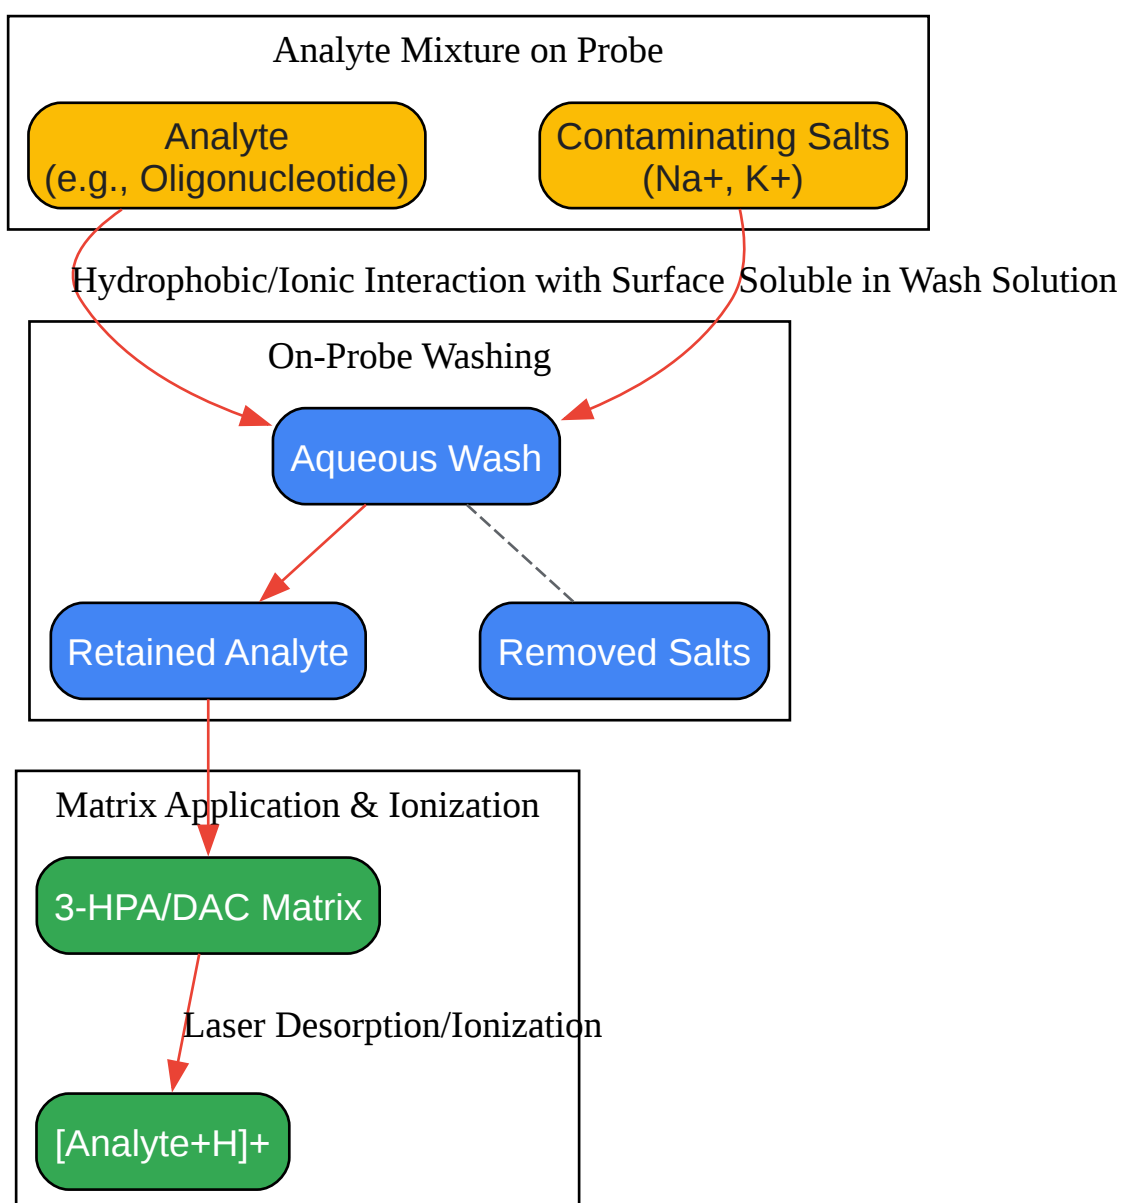 Analyte Mixture on Probe
Analyte
(e.g., Oligonucleotide)
Contaminating Salts
(Na+, K+)
Hydrophobic/Ionic Interaction with Surface
Soluble in Wash Solution
On-Probe Washing
Aqueous Wash
Retained Analyte
Removed Salts
Matrix Application & Ionization
3-HPA/DAC Matrix
Laser Desorption/Ionization
[Analyte+H]+